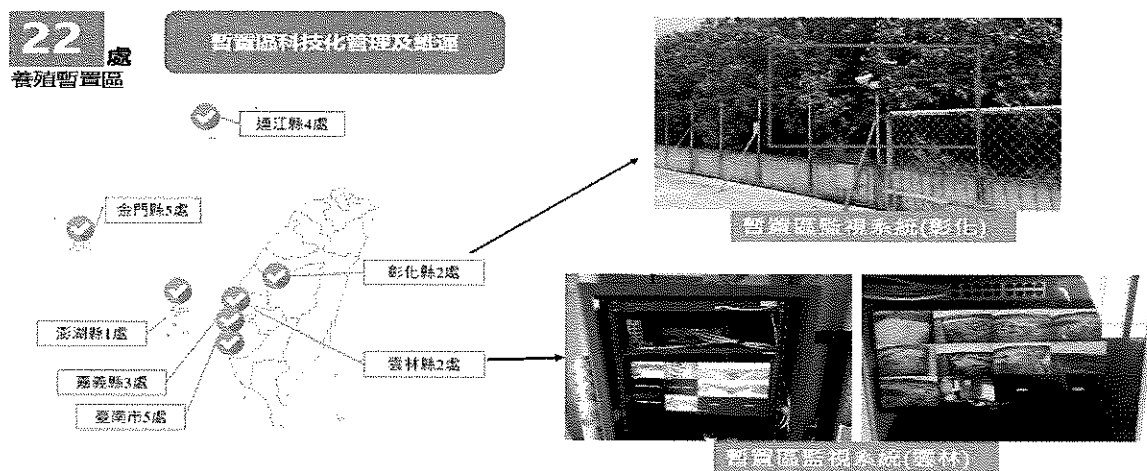 22 處
養殖暫置區
暫置區科技化管理及維運
連江縣4處
金門縣5處
彰化縣2處
澎湖縣1處
雲林縣2處
嘉義縣3處
臺南市5處
暫置區監視系統(彰化)
暫置區監視系統(雲林)